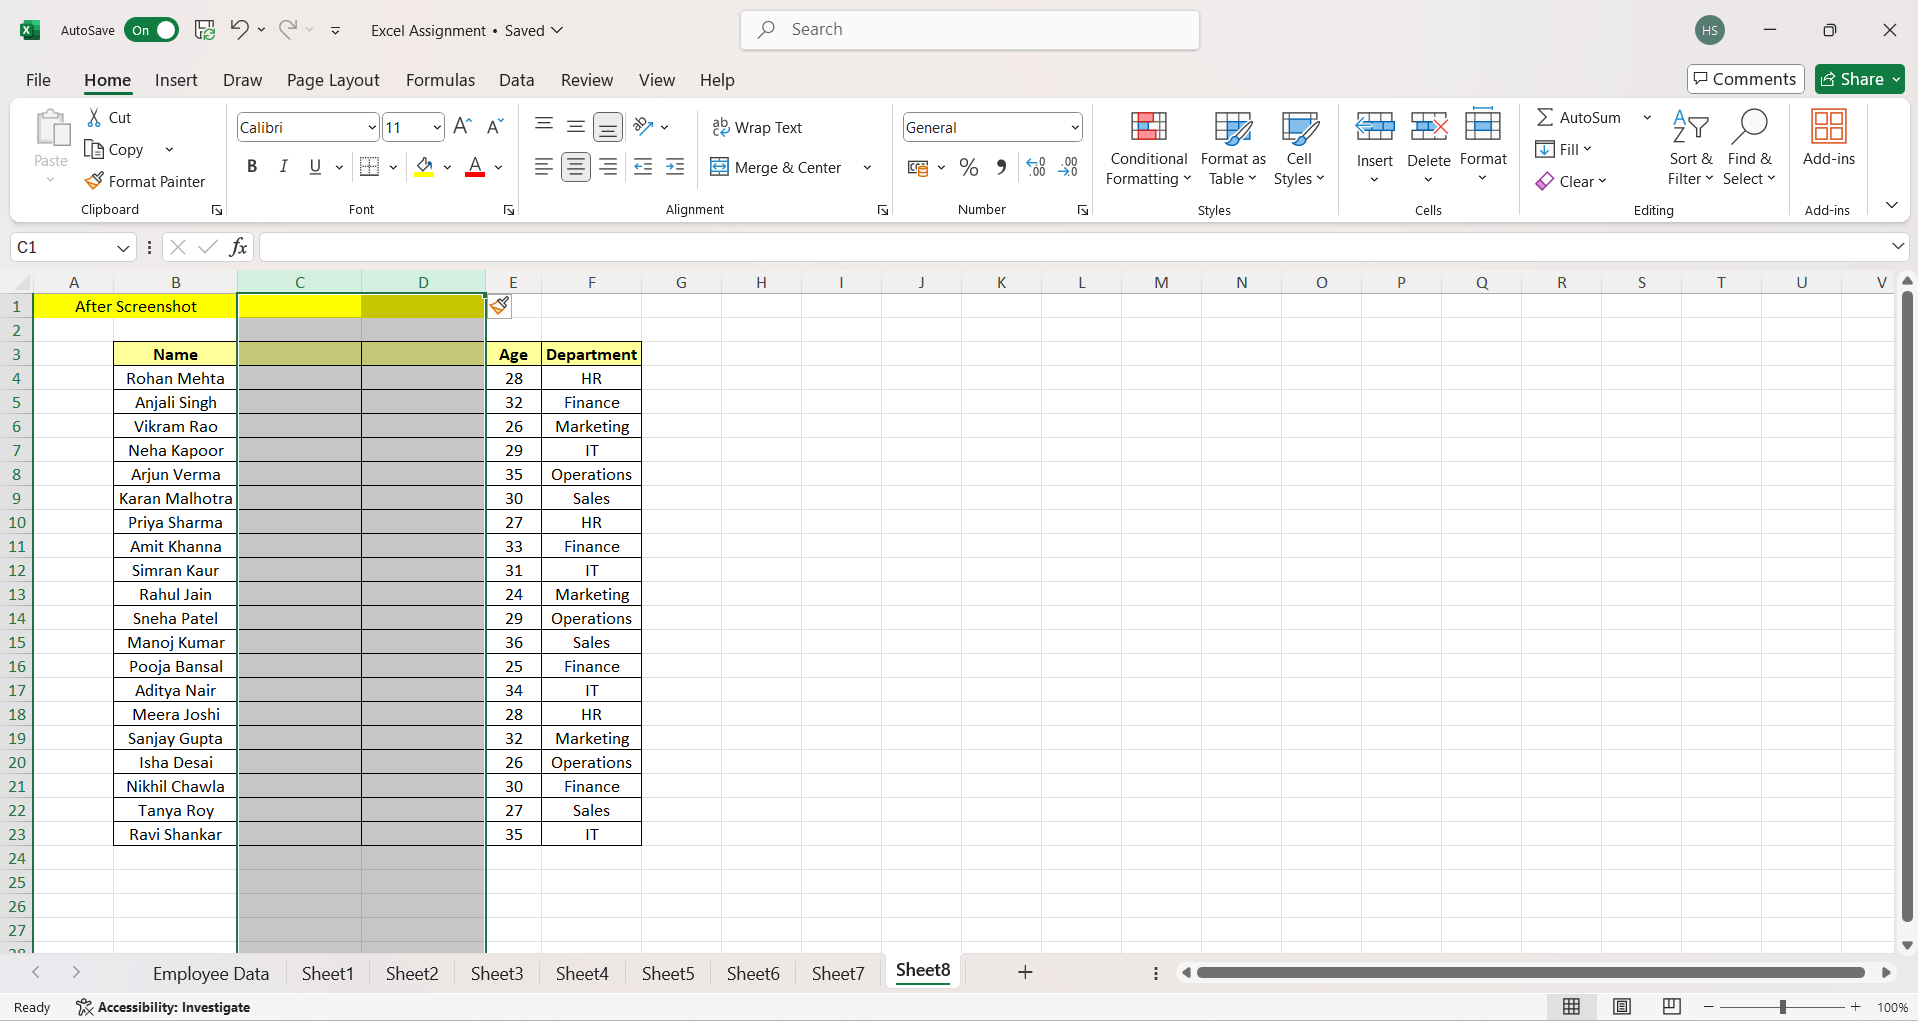 AutoSave On Excel Assignment • Saved Search HS
File Home Insert Draw Page Layout Formulas Data Review View Help Comments Share
Paste Cut Copy Format Painter Clipboard
Calibri 11 A A B I U A Font
ab Wrap Text Merge & Center Alignment
General % , .00 Number
Conditional Formatting Format as Table Cell Styles Styles
Insert Delete Format Cells
AutoSum Fill Clear Sort & Filter Find & Select Editing
Add-ins Add-ins
C1 fx
A B C D E F G H I J K L M N O P Q R S T U V
1 After Screenshot
2
3 Name Age Department
4 Rohan Mehta 28 HR
5 Anjali Singh 32 Finance
6 Vikram Rao 26 Marketing
7 Neha Kapoor 29 IT
8 Arjun Verma 35 Operations
9 Karan Malhotra 30 Sales
10 Priya Sharma 27 HR
11 Amit Khanna 33 Finance
12 Simran Kaur 31 IT
13 Rahul Jain 24 Marketing
14 Sneha Patel 29 Operations
15 Manoj Kumar 36 Sales
16 Pooja Bansal 25 Finance
17 Aditya Nair 34 IT
18 Meera Joshi 28 HR
19 Sanjay Gupta 32 Marketing
20 Isha Desai 26 Operations
21 Nikhil Chawla 30 Finance
22 Tanya Roy 27 Sales
23 Ravi Shankar 35 IT
24
25
26
27
28
Employee Data Sheet1 Sheet2 Sheet3 Sheet4 Sheet5 Sheet6 Sheet7 Sheet8
Ready Accessibility: Investigate 100%